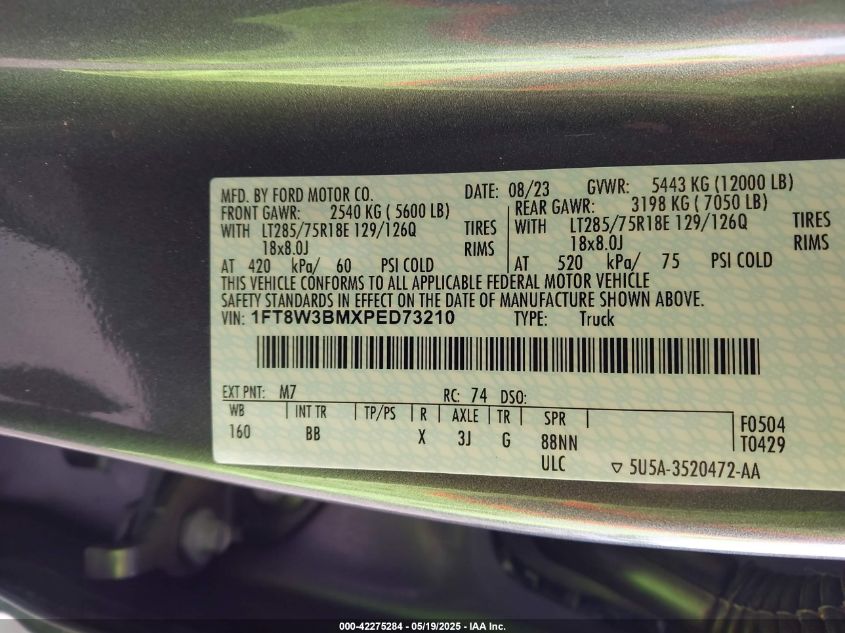 MFD. BY FORD MOTOR CO. DATE: 08/23 GVWR: 5443 KG (12000 LB)
FRONT GAWR: 2540 KG ( 5600 LB) REAR GAWR: 3198 KG ( 7050 LB)
WITH LT285/75R18E 129/126Q TIRES WITH LT285/75R18E 129/126Q TIRES
18x8.0J RIMS 18x8.0J RIMS
AT 420 kPa/ 60 PSI COLD AT 520 kPa/ 75 PSI COLD
THIS VEHICLE CONFORMS TO ALL APPLICABLE FEDERAL MOTOR VEHICLE
SAFETY STANDARDS IN EFFECT ON THE DATE OF MANUFACTURE SHOWN ABOVE.
VIN: 1FT8W3BMXPED73210 TYPE: Truck
EXT PNT: M7 RC: 74 DSO:
WB INT TR TP/PS R AXLE TR SPR F0504
160 BB X 3J G 88NN T0429
ULC ▽ 5U5A-3520472-AA
000-42275284 - 05/19/2025 - IAA Inc.